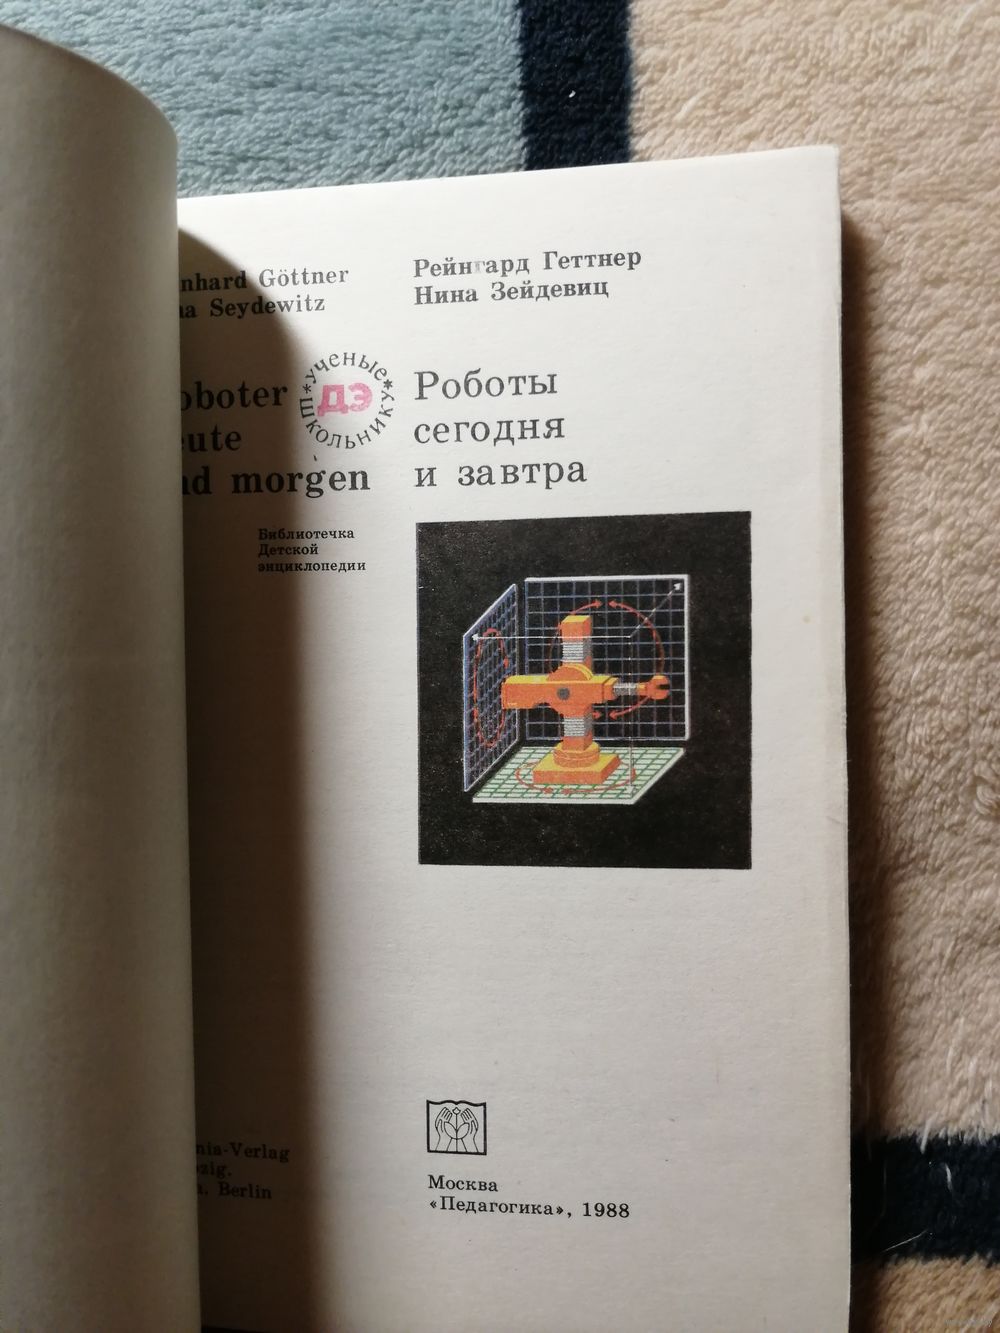 nhard Göttner
na Seydewitz
oboter
eute
nd morgen
*ученые*
школьнику
ДЭ
Библиотечка
Детской
энциклопедии
nia-Verlag
zig.
Berlin
Рейнгард Геттнер
Нина Зейдевиц
Роботы
сегодня
и завтра
Москва
«Педагогика», 1988